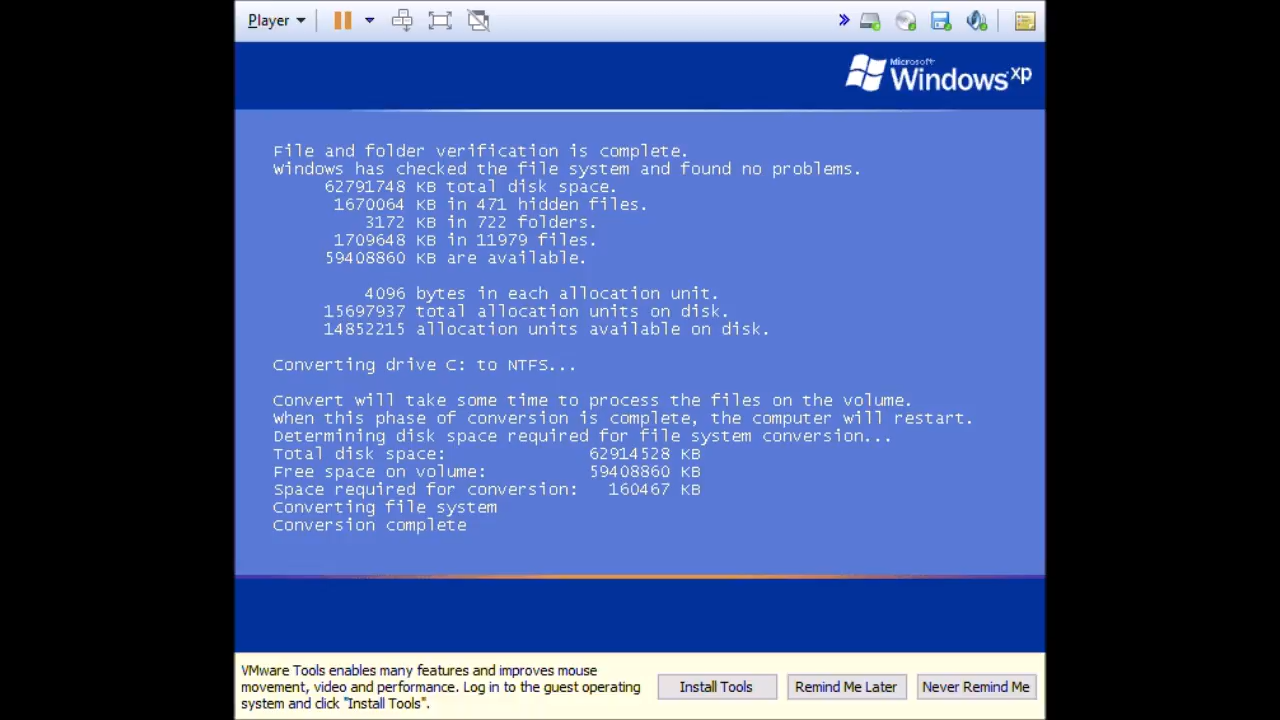 Player
Microsoft
Windows xp
File and folder verification is complete.
Windows has checked the file system and found no problems.
62791748 KB total disk space.
1670064 KB in 471 hidden files.
3172 KB in 722 folders.
1709648 KB in 11979 files.
59408860 KB are available.
4096 bytes in each allocation unit.
15697937 total allocation units on disk.
14852215 allocation units available on disk.
Converting drive C: to NTFS...
Convert will take some time to process the files on the volume.
When this phase of conversion is complete, the computer will restart.
Determining disk space required for file system conversion...
Total disk space: 62914528 KB
Free space on volume: 59408860 KB
Space required for conversion: 160467 KB
Converting file system
Conversion complete
VMware Tools enables many features and improves mouse
movement, video and performance. Log in to the guest operating
system and click "Install Tools".
Install Tools
Remind Me Later
Never Remind Me